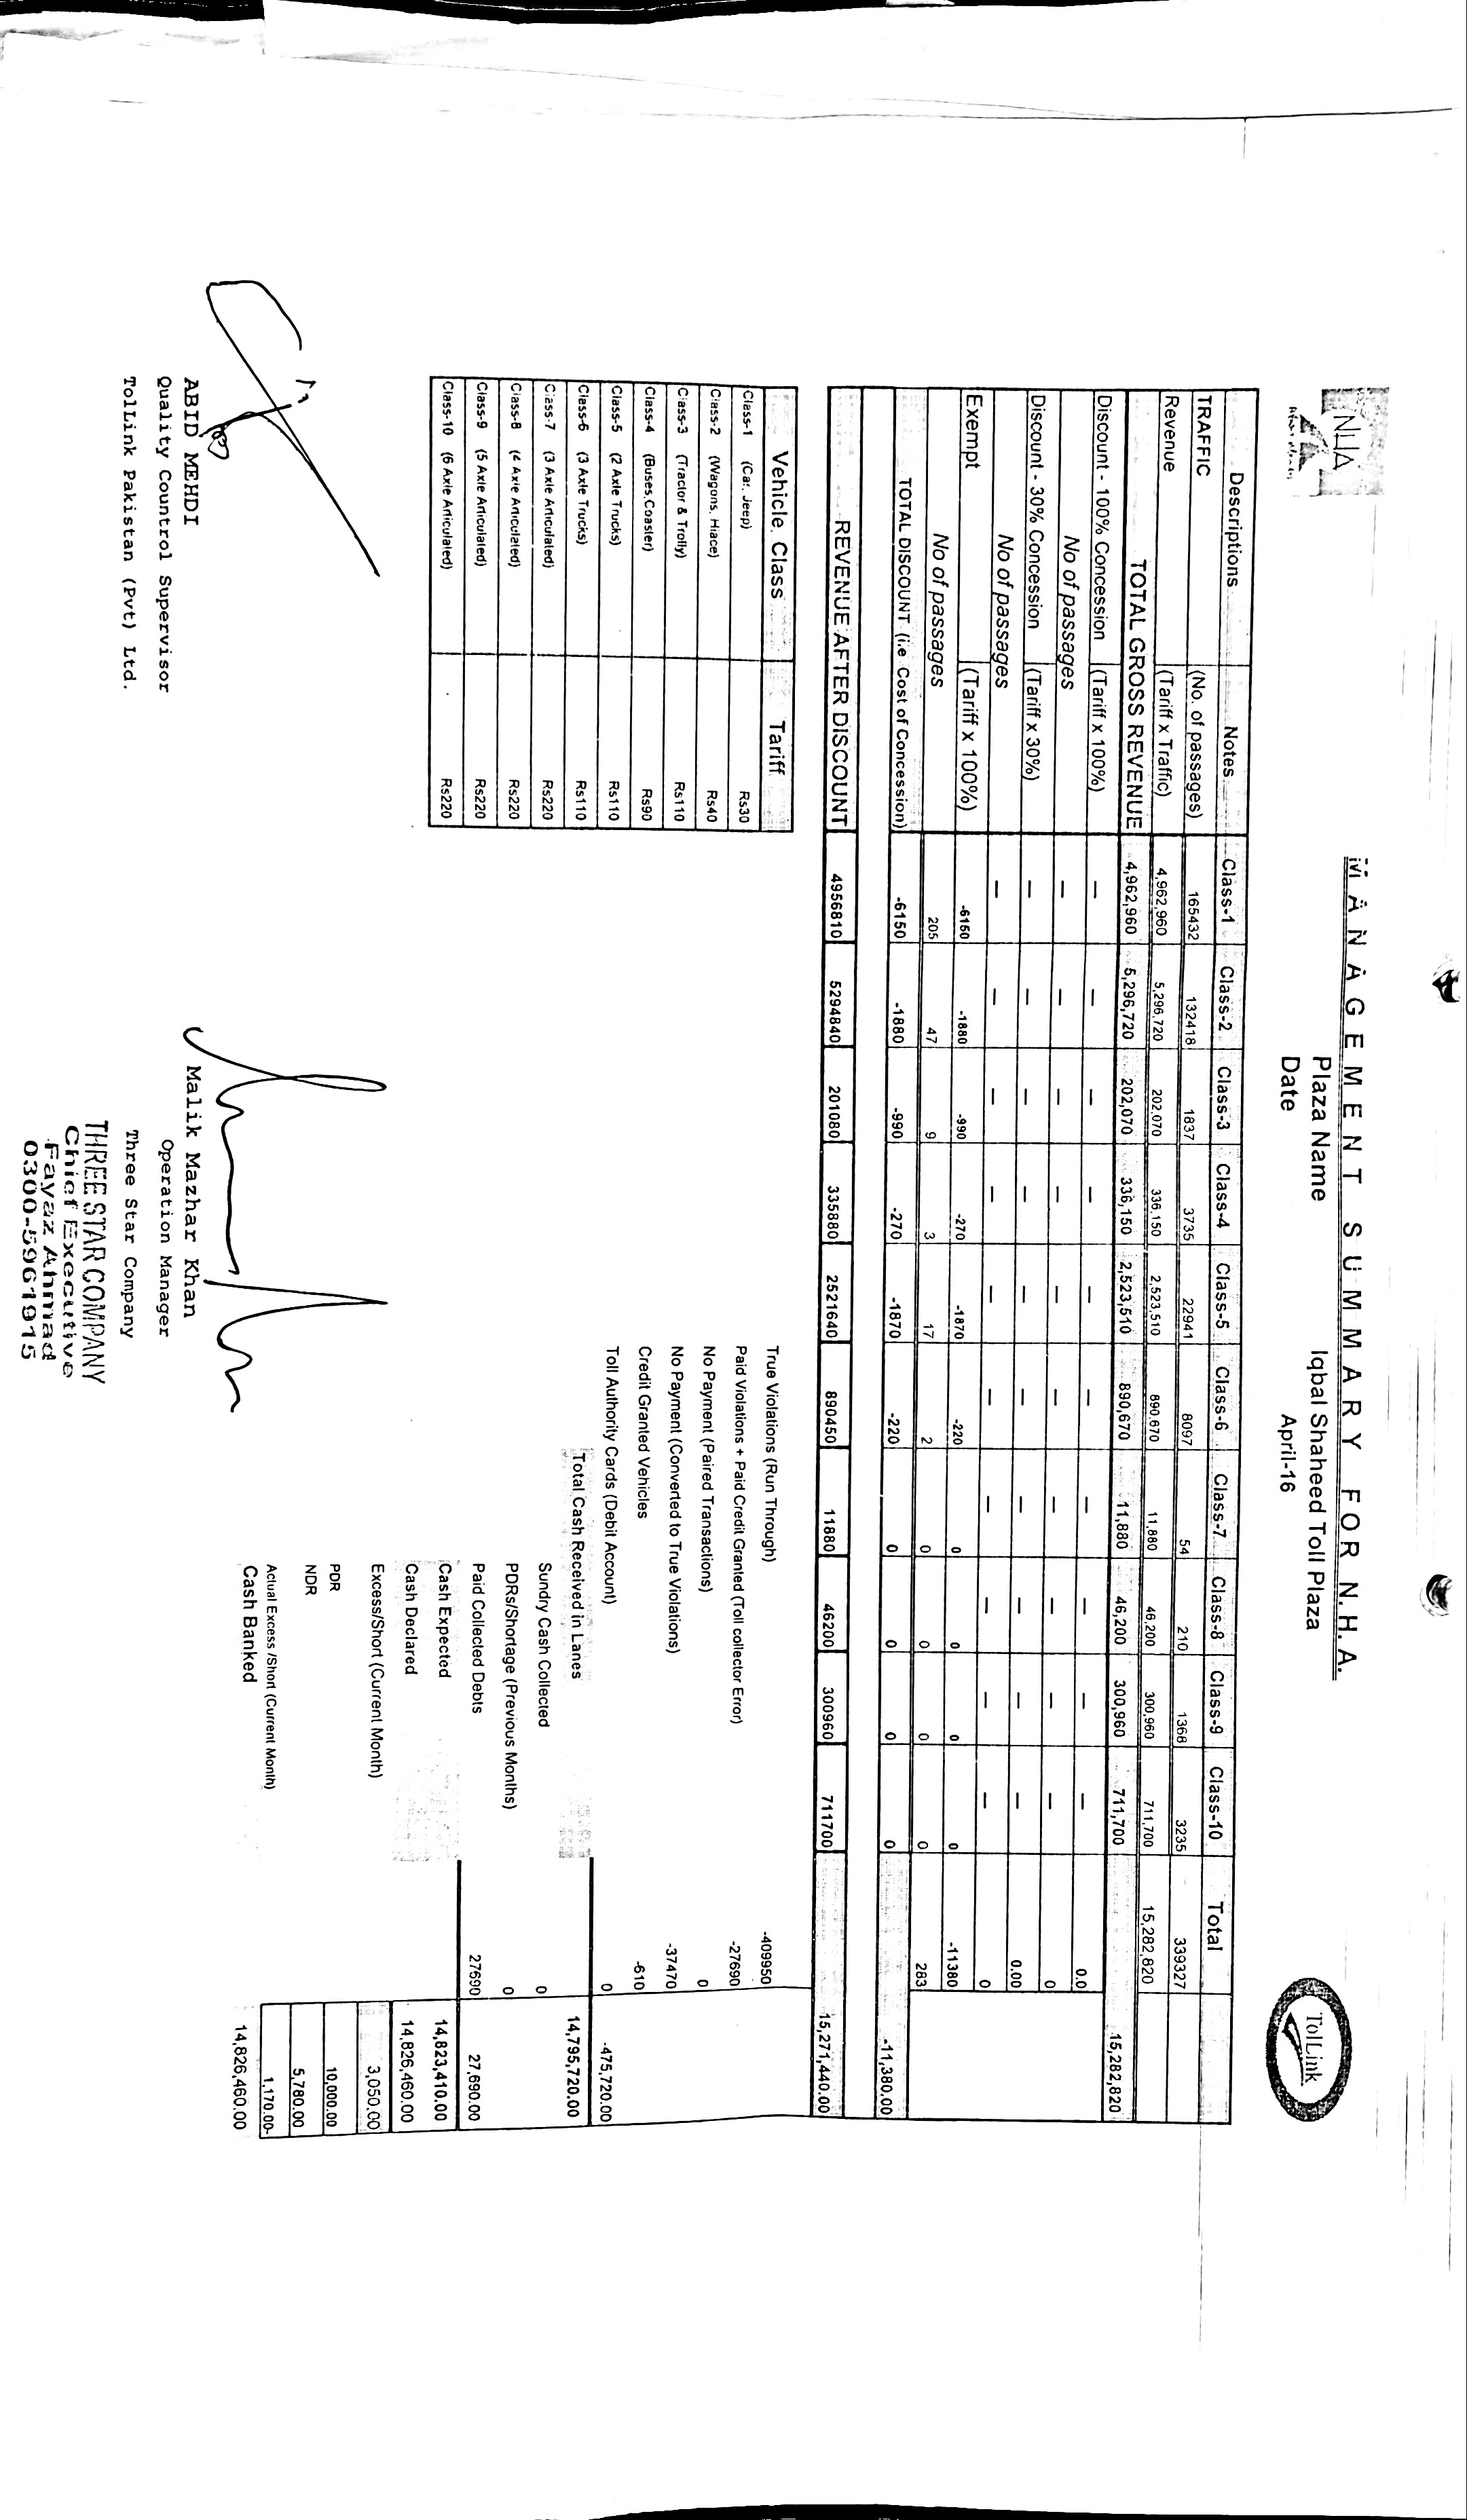 NHA
MANAGEMENT SUMMARY FOR N.H.A.
TolLink
Plaza Name Iqbal Shaheed Toll Plaza
Date April-16
Descriptions Notes Class-1 Class-2 Class-3 Class-4 Class-5 Class-6 Class-7 Class-8 Class-9 Class-10 Total
TRAFFIC (No. of passages) 165432 132418 1837 3735 22941 8097 54 210 1368 3235 339327
Revenue (Tariff x Traffic) 4,962,960 5,296,720 202,070 336,150 2,523,510 890,670 11,880 46,200 300,960 711,700 15,282,820
TOTAL GROSS REVENUE 4,962,960 5,296,720 202,070 336,150 2,523,510 890,670 11,880 46,200 300,960 711,700 15,282,820
Discount - 100% Concession (Tariff x 100%) – – – – – – – – – – 0.0
No of passages – – – – – – – – – – 0
Discount - 30% Concession (Tariff x 30%) – – – – – – – – – – 0.00
No of passages – – – – – – – – – – 0
Exempt (Tariff x 100%) -6150 -1880 -990 -270 -1870 -220 0 0 0 0 -11380
No of passages 205 47 9 3 17 2 0 0 0 0 283
TOTAL DISCOUNT (i.e. Cost of Concession) -6150 -1880 -990 -270 -1870 -220 0 0 0 0 -11,380.00
REVENUE AFTER DISCOUNT 4956810 5294840 201080 335880 2521640 890450 11880 46200 300960 711700 15,271,440.00
Vehicle Class Tariff
Class-1 (Car, Jeep) Rs30
Class-2 (Wagons, Hiace) Rs40
Class-3 (Tractor & Trolly) Rs110
Class-4 (Buses,Coaster) Rs90
Class-5 (2 Axle Trucks) Rs110
Class-6 (3 Axle Trucks) Rs110
Class-7 (3 Axle Articulated) Rs220
Class-8 (4 Axle Articulated) Rs220
Class-9 (5 Axle Articulated) Rs220
Class-10 (6 Axle Articulated) Rs220
True Violations (Run Through) -409950
Paid Violations + Paid Credit Granted (Toll collector Error) -27690
No Payment (Paired Transactions) 0
No Payment (Converted to True Violations) -37470
Credit Granted Vehicles -610
Toll Authority Cards (Debit Account) 0 -475,720.00
Total Cash Received in Lanes 14,795,720.00
Sundry Cash Collected 0
PDRs/Shortage (Previous Months) 0
Paid Collected Debts 27690 27,690.00
Cash Expected 14,823,410.00
Cash Declared 14,826,460.00
Excess/Short (Current Month) 3,050.00
PDR 10,000.00
NDR 5,780.00
Actual Excess /Short (Current Month) 1,170.00-
Cash Banked 14,826,460.00
ABID MEHDI
Quality Control Supervisor
TolLink Pakistan (Pvt) Ltd.
Malik Mazhar Khan
Operation Manager
Three Star Company
THREE STAR COMPANY
Chief Executive
Fayaz Ahmad
0300-5961915